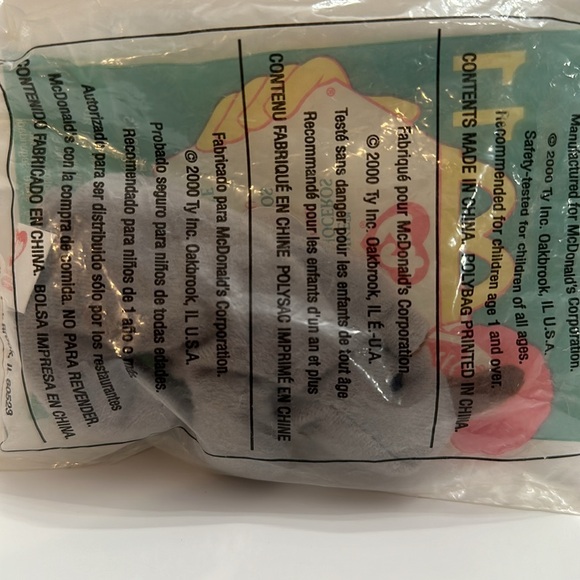 Manufactured for McDonald's Corporation.
© 2000 Ty Inc. Oakbrook, IL U.S.A.
Safety-tested for children of all ages.
Recommended for children age 1 and over.
CONTENTS MADE IN CHINA. POLYBAG PRINTED IN CHINA.
Fabriqué pour McDonald's Corporation.
© 2000 Ty Inc. Oakbrook, IL É.-U.A.
Testé sans danger pour les enfants de tout âge
Recommandé pour les enfants d'un an et plus
CONTENU FABRIQUÉ EN CHINE POLYSAC IMPRIMÉ EN CHINE
Fabricado para McDonald's Corporation.
© 2000 Ty Inc. Oakbrook, IL U.S.A.
Probado seguro para niños de todas edades.
Recomendado para niños de 1 año o más
Autorizado para ser distribuido sólo por los restaurantes
McDonald's con la compra de comida. NO PARA REVENDER.
CONTENIDO FABRICADO EN CHINA. BOLSA IMPRESA EN CHINA
IL 60523